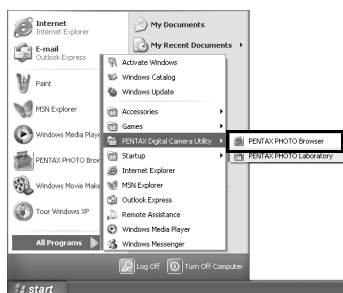 Internet
Internet Explorer
E-mail
Outlook Express
Paint
MSN Explorer
Windows Media Playe
PENTAX PHOTO Brow
Windows Movie Make
Tour Windows XP
All Programs
My Documents
My Recent Documents
Activate Windows
Windows Catalog
Windows Update
Accessories
Games
PENTAX Digital Camera Utility
Startup
Internet Explorer
MSN Explorer
Outlook Express
Remote Assistance
Windows Media Player
Windows Messenger
PENTAX PHOTO Browser
PENTAX PHOTO Laboratory
Log Off
Turn Off Computer
start